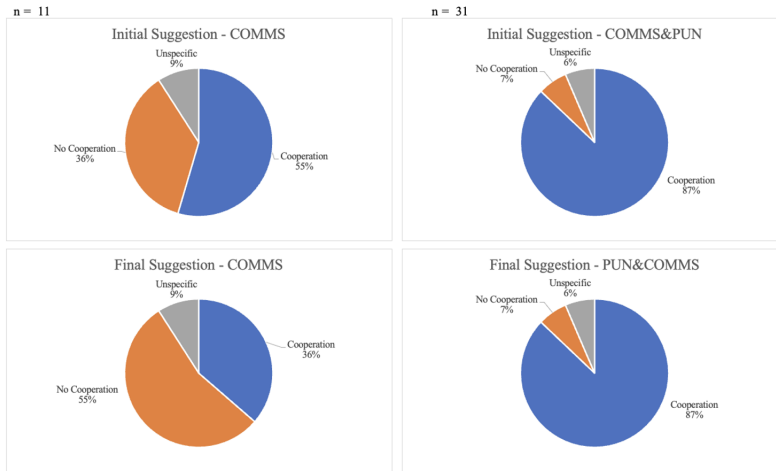 n = 11
n = 31
Initial Suggestion - COMMS
Unspecific
9%
No Cooperation
36%
Cooperation
55%
Initial Suggestion - COMMS&PUN
Unspecific
6%
No Cooperation
7%
Cooperation
87%
Final Suggestion - COMMS
Unspecific
9%
Cooperation
36%
No Cooperation
55%
Final Suggestion - PUN&COMMS
Unspecific
6%
No Cooperation
7%
Cooperation
87%